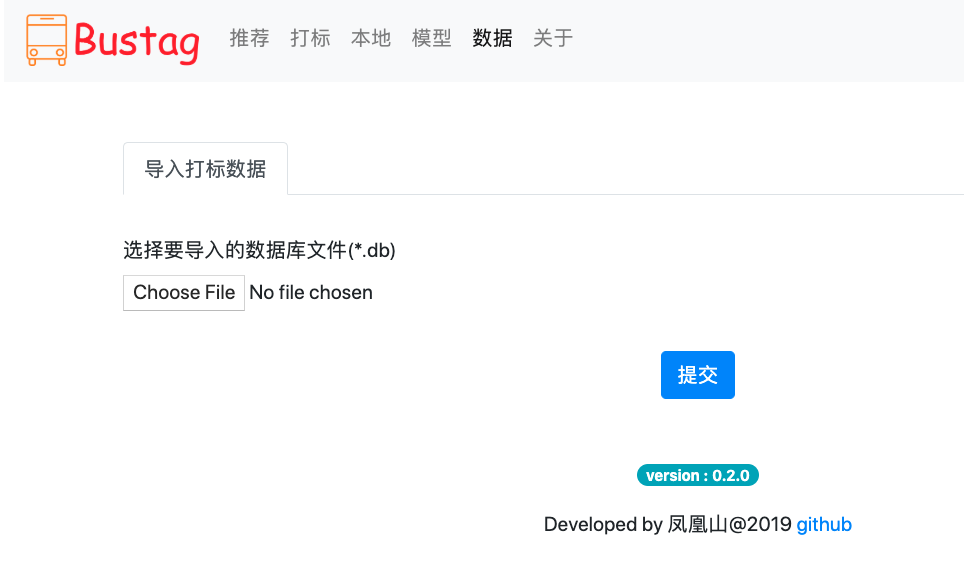 Bustag 推荐 打标 本地 模型 数据 关于
导入打标数据
选择要导入的数据库文件(*.db)
Choose File No file chosen
提交
version : 0.2.0
Developed by 凤凰山@2019 github